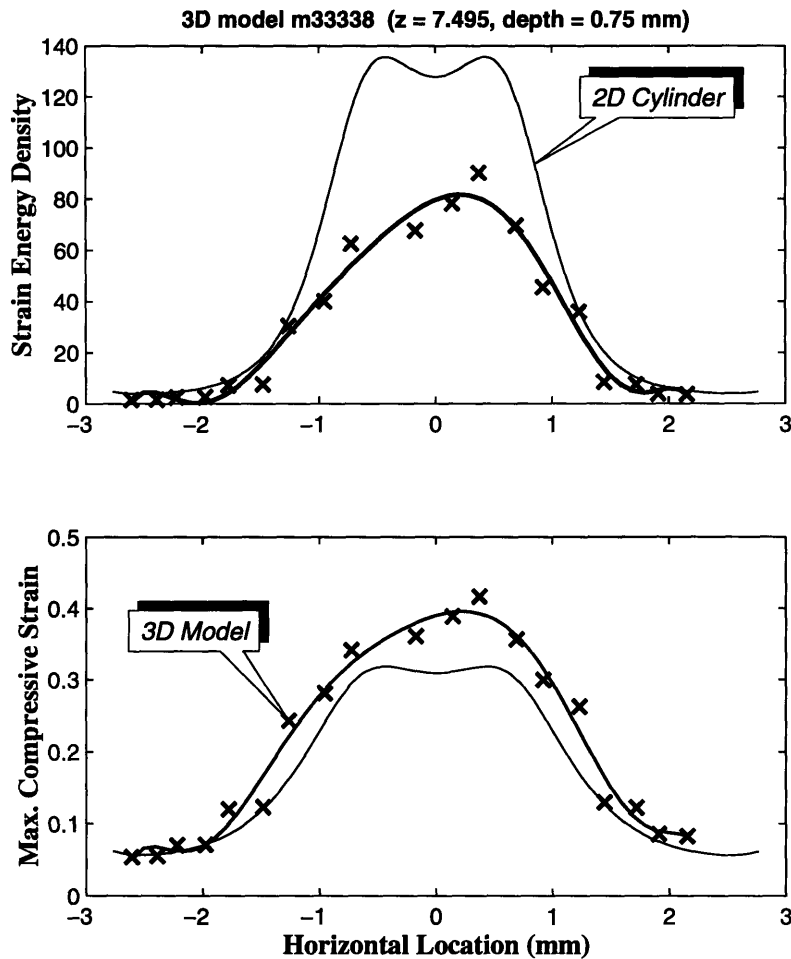 3D model m33338 (z = 7.495, depth = 0.75 mm)
Strain Energy Density
140
120
100
80
60
40
20
0
2D Cylinder
−3 −2 −1 0 1 2 3
Max. Compressive Strain
0.5
0.4
0.3
0.2
0.1
0
3D Model
−3 −2 −1 0 1 2 3
Horizontal Location (mm)